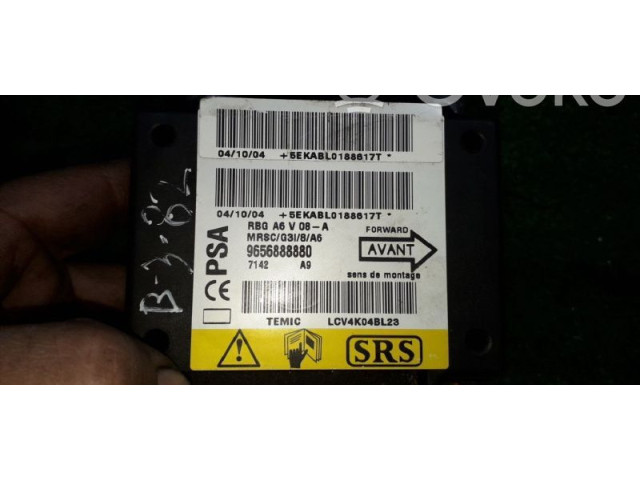 04/10/04 +5EKABL0188617T*
04/10/04 +5EKABL0188617T*
PSA
CE
RBG A6 V 08-A
MRSC/G3I/8/A6
9656888880
7142 A9
FORWARD
AVANT
sens de montage
TEMIC LCV4K04BL23
SRS
B-3.82